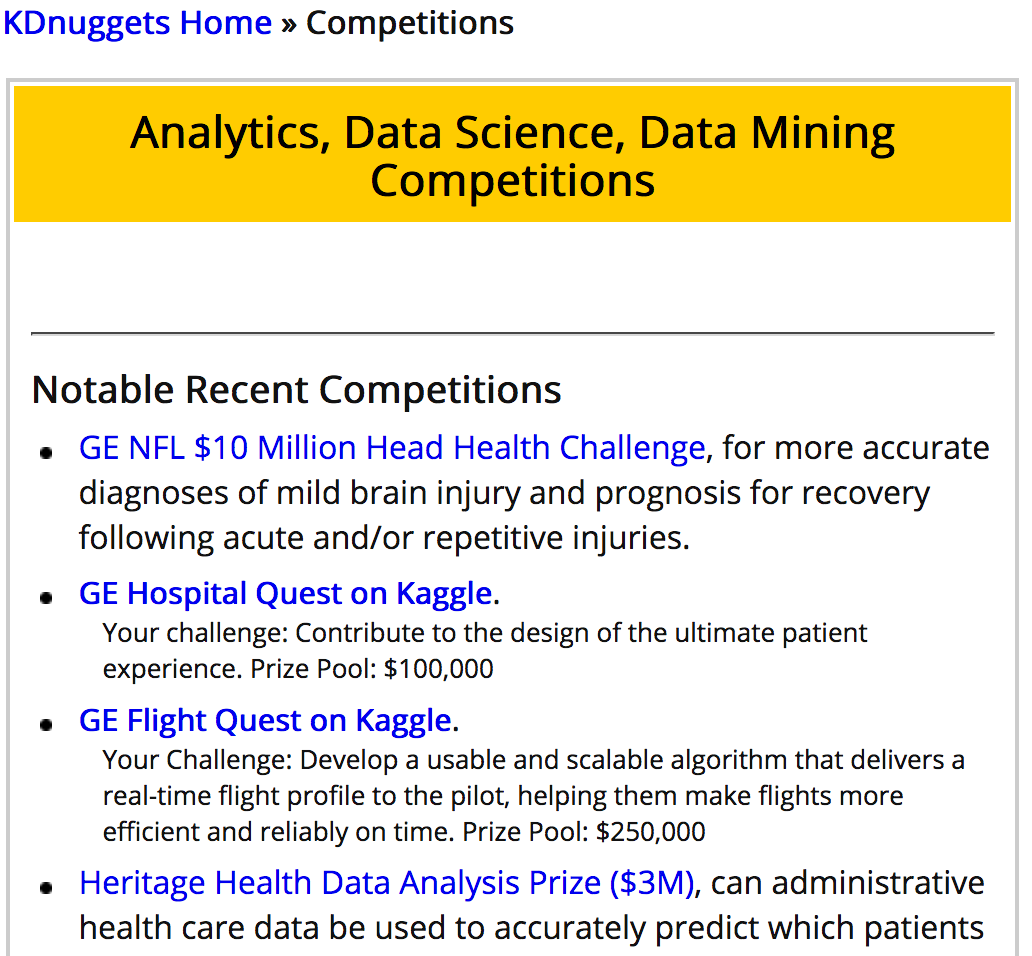 KDnuggets Home » Competitions
Analytics, Data Science, Data Mining
Competitions
Notable Recent Competitions
• GE NFL $10 Million Head Health Challenge, for more accurate
diagnoses of mild brain injury and prognosis for recovery
following acute and/or repetitive injuries.
• GE Hospital Quest on Kaggle.
Your challenge: Contribute to the design of the ultimate patient
experience. Prize Pool: $100,000
• GE Flight Quest on Kaggle.
Your Challenge: Develop a usable and scalable algorithm that delivers a
real-time flight profile to the pilot, helping them make flights more
efficient and reliably on time. Prize Pool: $250,000
• Heritage Health Data Analysis Prize ($3M), can administrative
health care data be used to accurately predict which patients